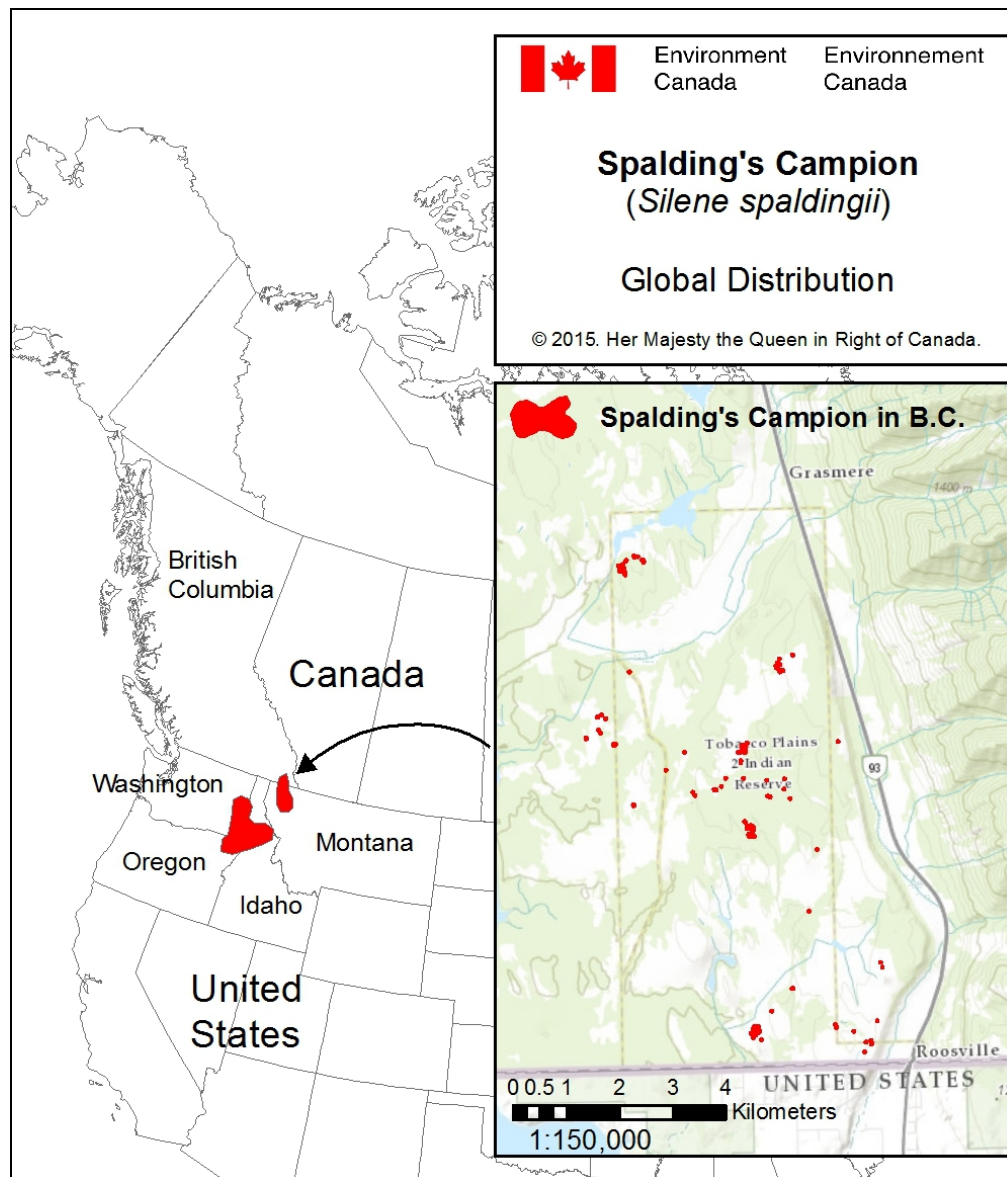 Environment
Canada
Environnement
Canada
Spalding's Campion
(Silene spaldingii)
Global Distribution
© 2015. Her Majesty the Queen in Right of Canada.
Spalding's Campion in B.C.
Grasmere
1400 m
Tobacco Plains
2 Indian
Reserve
93
Roosville
UNITED STATES
0 0.5 1 2 3 4
Kilometers
1:150,000
British
Columbia
Canada
Washington
Oregon
Montana
Idaho
United
States